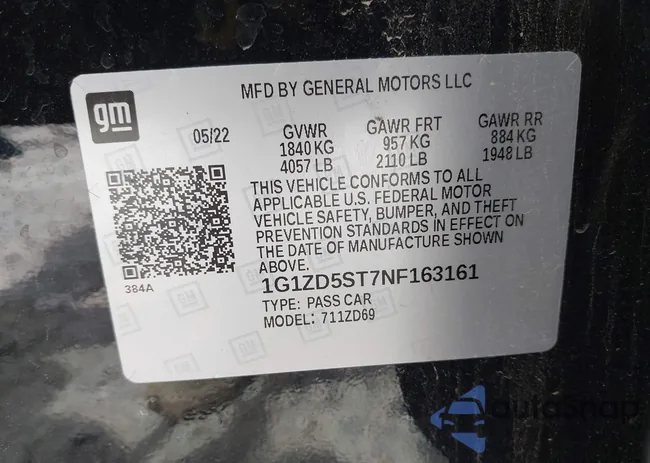 MFD BY GENERAL MOTORS LLC
gm
05/22
GVWR
1840 KG
4057 LB
GAWR FRT
957 KG
2110 LB
GAWR RR
884 KG
1948 LB
THIS VEHICLE CONFORMS TO ALL
APPLICABLE U.S. FEDERAL MOTOR
VEHICLE SAFETY, BUMPER, AND THEFT
PREVENTION STANDARDS IN EFFECT ON
THE DATE OF MANUFACTURE SHOWN
ABOVE.
384A
1G1ZD5ST7NF163161
TYPE: PASS CAR
MODEL: 711ZD69
AutoSnap